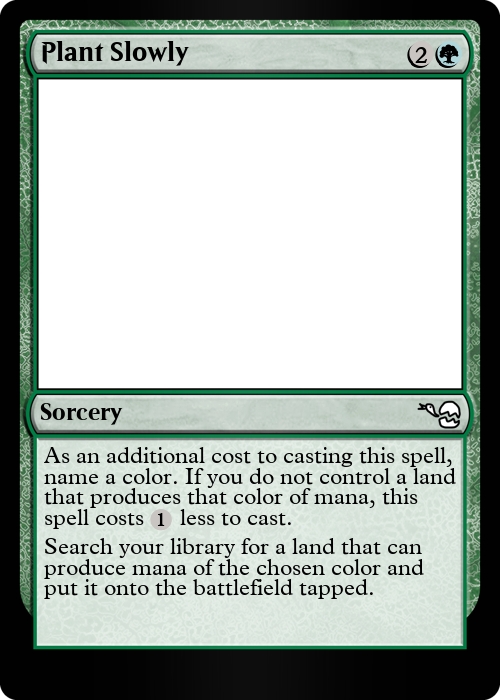 Plant Slowly
2
Sorcery
As an additional cost to casting this spell,
name a color. If you do not control a land
that produces that color of mana, this
spell costs 1 less to cast.
Search your library for a land that can
produce mana of the chosen color and
put it onto the battlefield tapped.